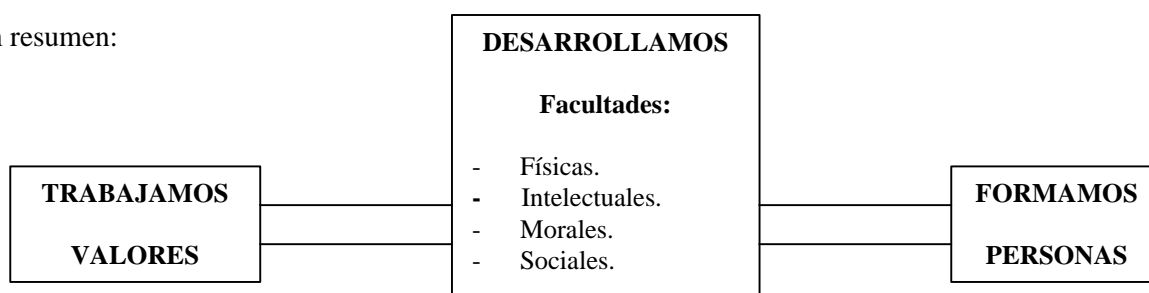 resumen:
DESARROLLAMOS
Facultades:
- Físicas.
- Intelectuales.
- Morales.
- Sociales.
TRABAJAMOS
VALORES
FORMAMOS
PERSONAS